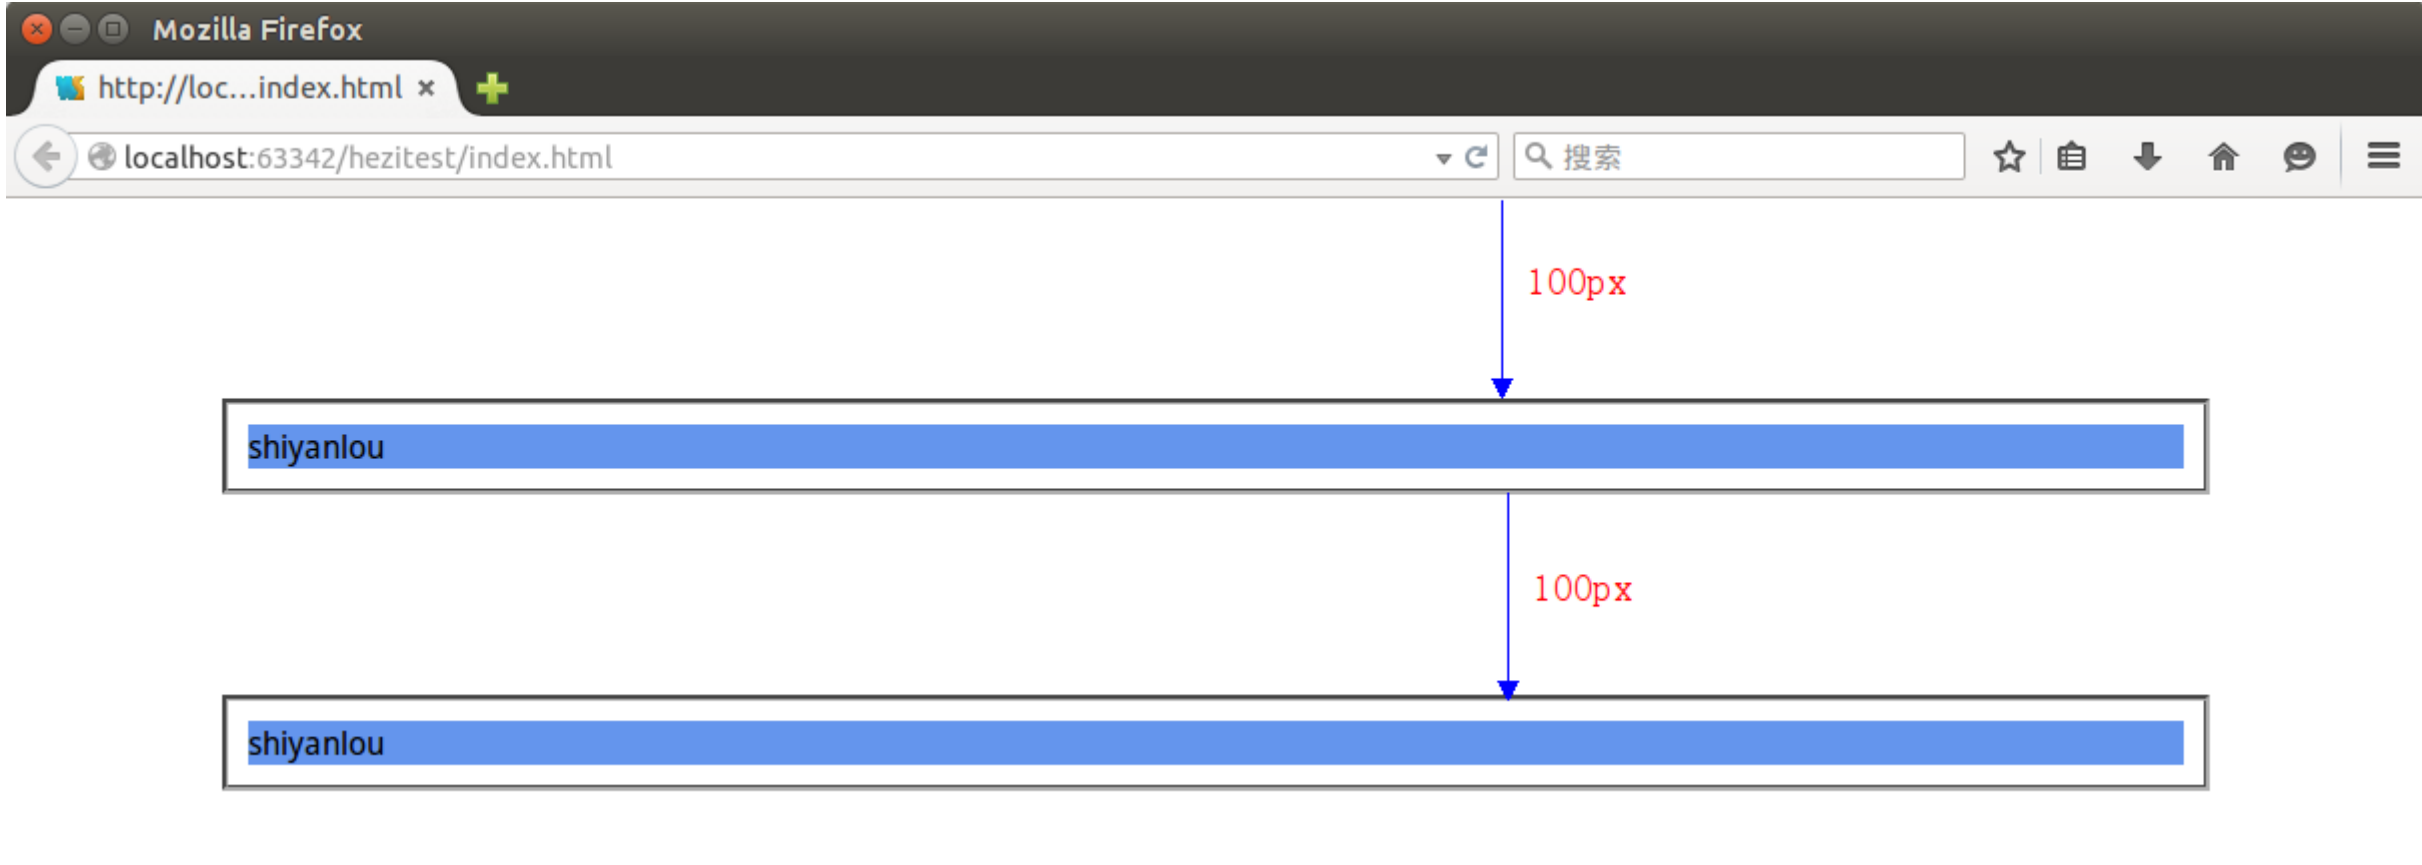 Mozilla Firefox
http://loc...index.html
localhost:63342/hezitest/index.html
搜索
100px
shiyanlou
100px
shiyanlou